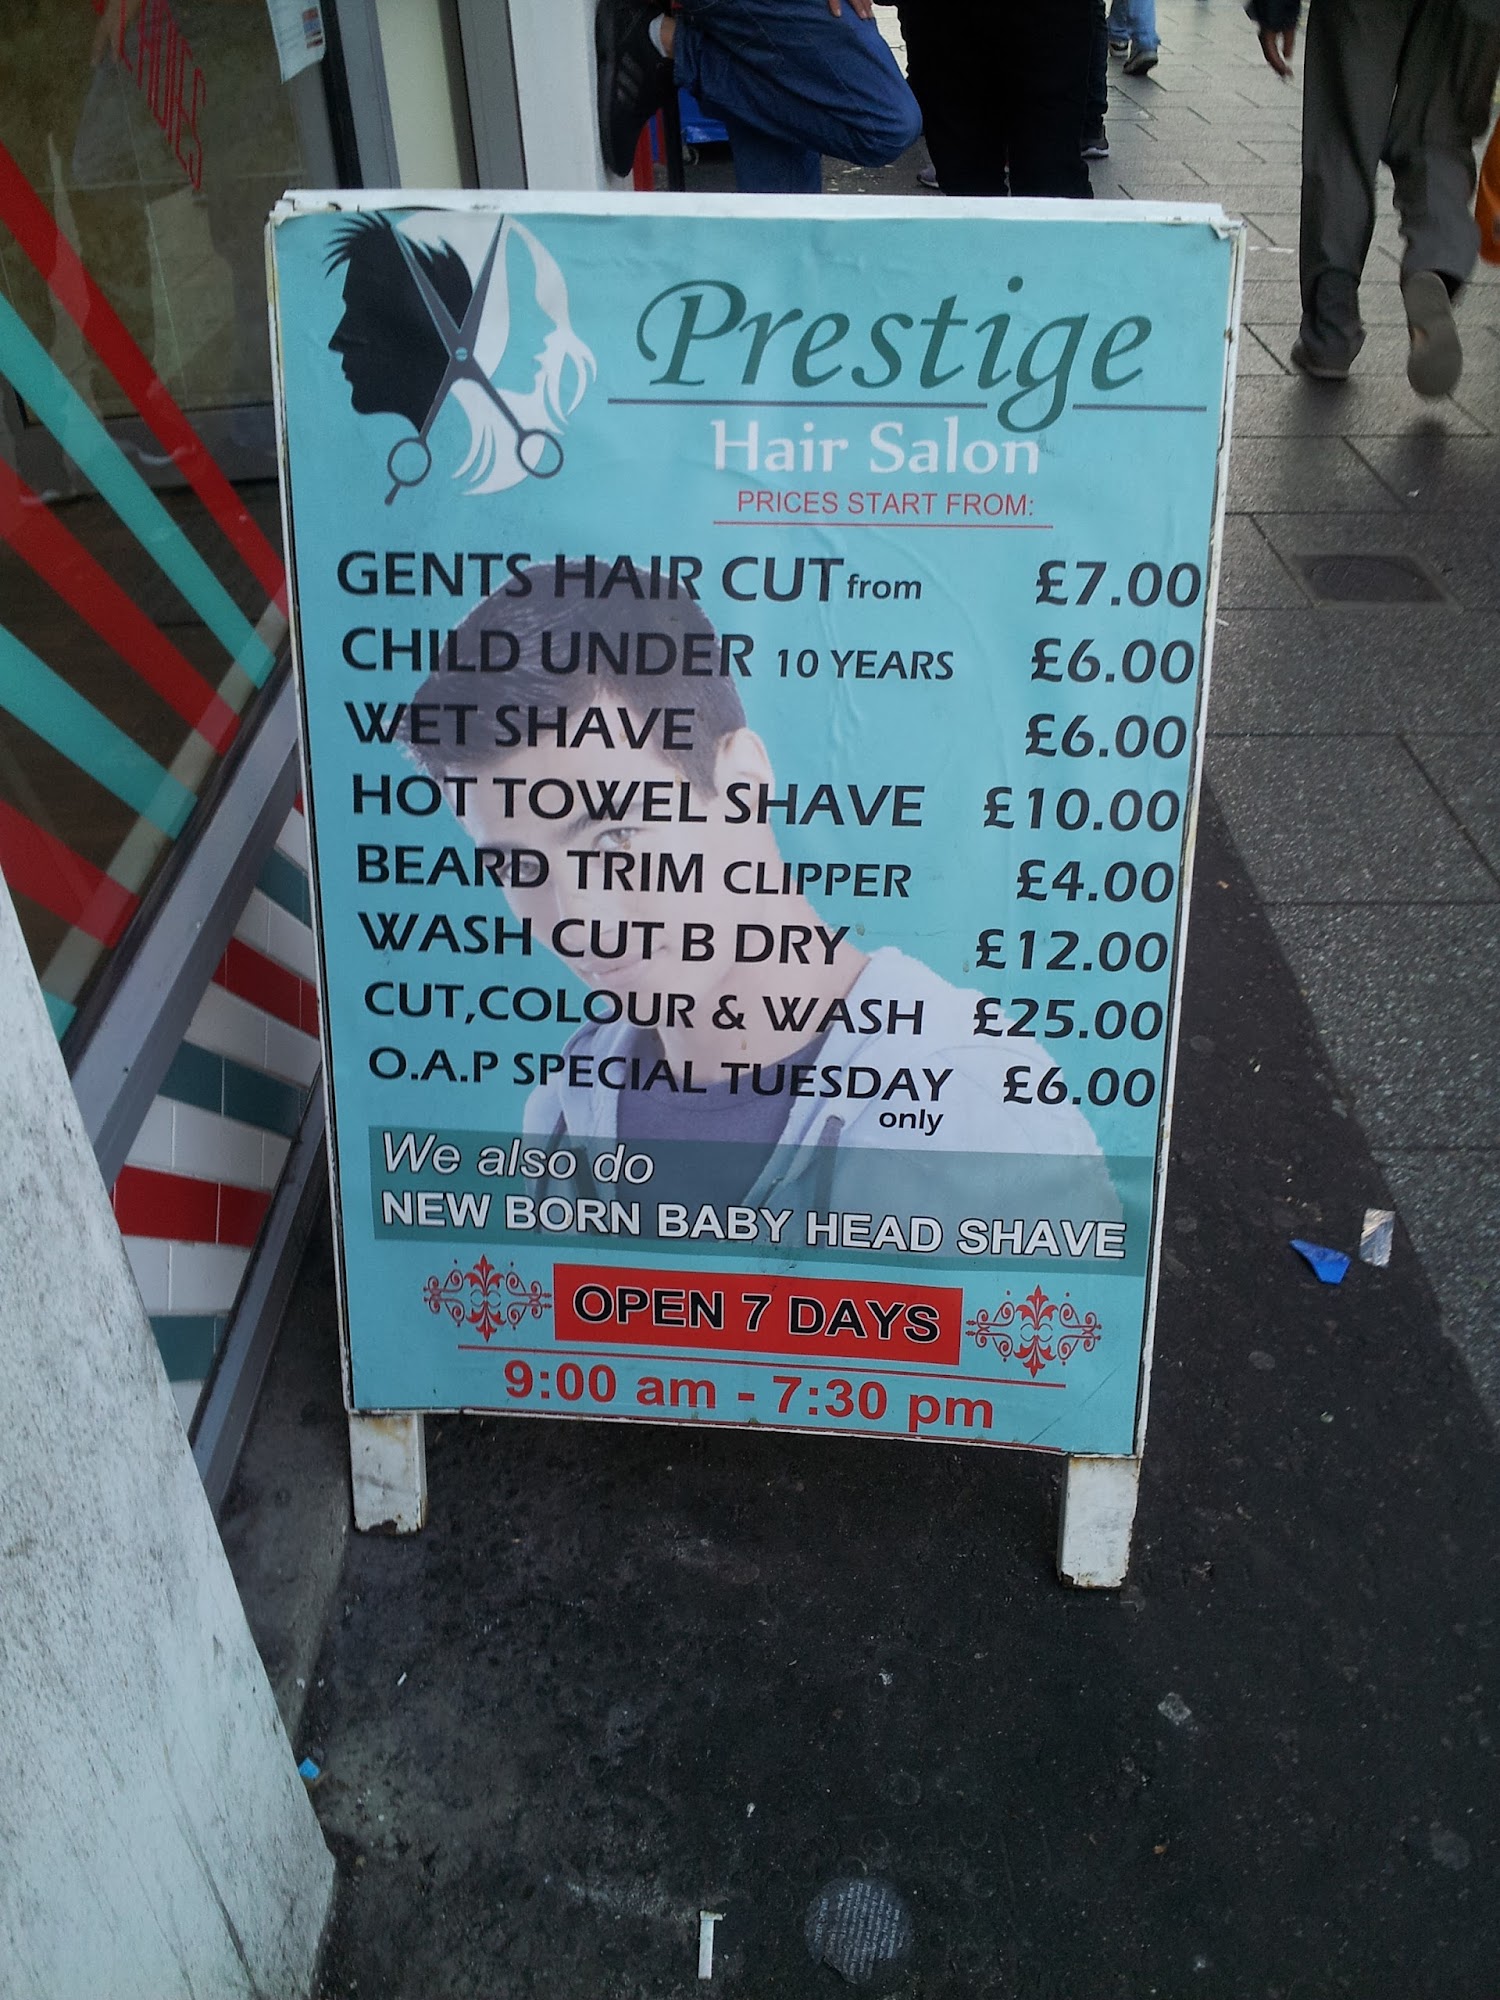 LADIES
Prestige
Hair Salon
PRICES START FROM:
GENTS HAIR CUT from £7.00
CHILD UNDER 10 YEARS £6.00
WET SHAVE £6.00
HOT TOWEL SHAVE £10.00
BEARD TRIM CLIPPER £4.00
WASH CUT B DRY £12.00
CUT,COLOUR & WASH £25.00
O.A.P SPECIAL TUESDAY £6.00
only
We also do
NEW BORN BABY HEAD SHAVE
OPEN 7 DAYS
9:00 am - 7:30 pm